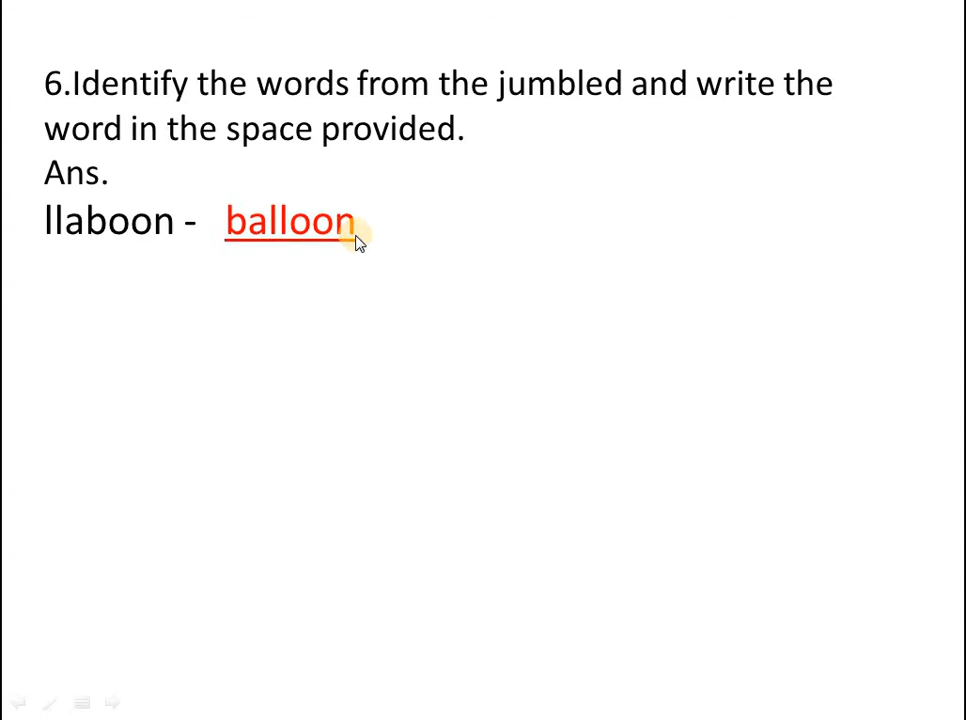 6.Identify the words from the jumbled and write the
word in the space provided.
Ans.
llaboon - balloon